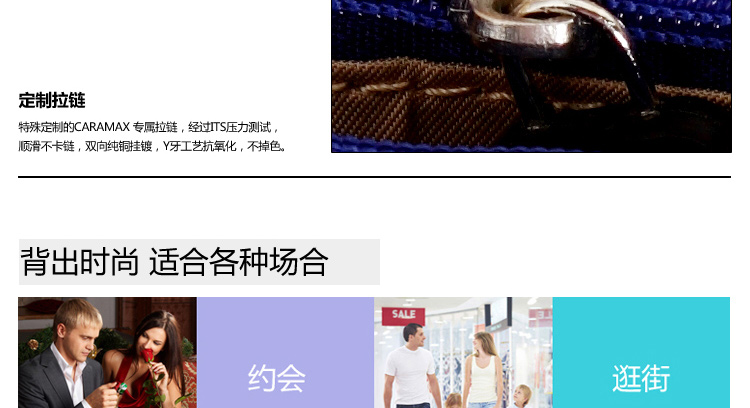 定制拉链
特殊定制的CARAMAX 专属拉链，经过ITS压力测试，
顺滑不卡链，双向纯铜挂镀，Y牙工艺抗氧化，不掉色。
背出时尚 适合各种场合
SALE
约会
逛街